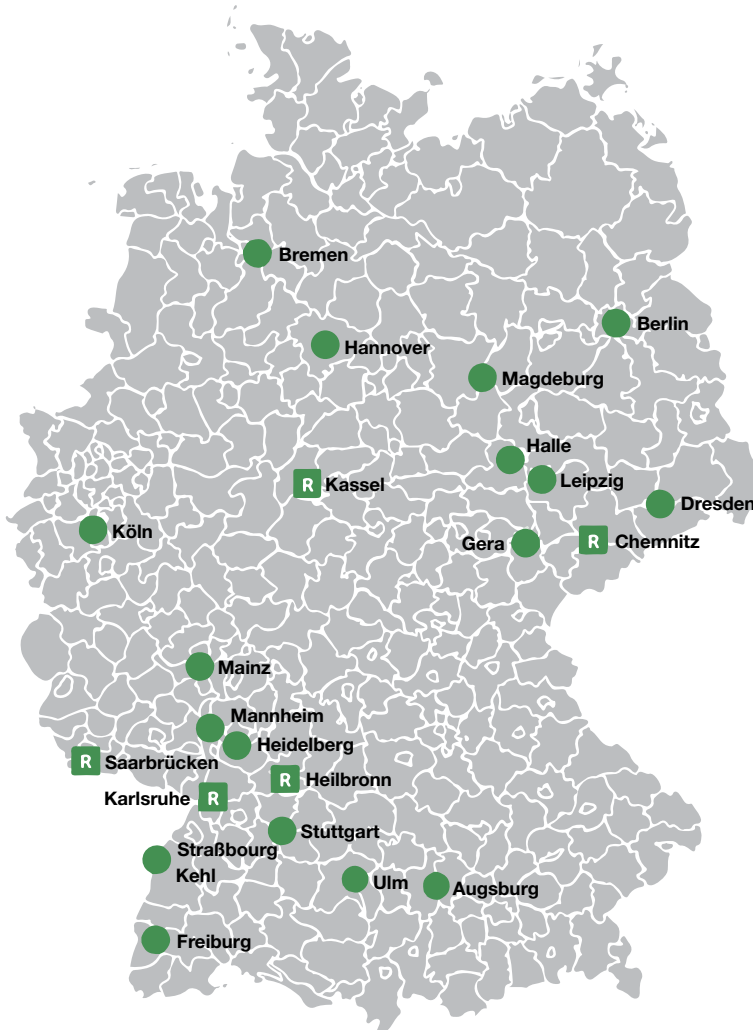 Bremen
Berlin
Hannover
Magdeburg
Halle
Leipzig
R Kassel
Dresden
Köln
Gera
R Chemnitz
Mainz
Mannheim
Heidelberg
R Saarbrücken
R Heilbronn
Karlsruhe R
Stuttgart
Straßbourg
Kehl
Ulm
Augsburg
Freiburg